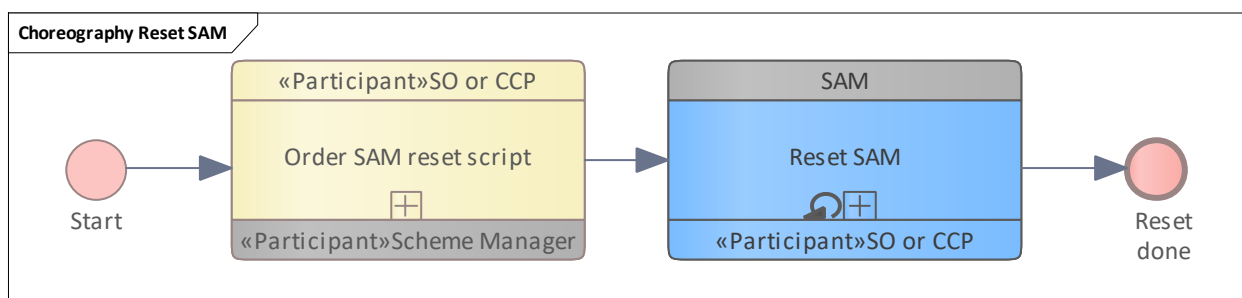 Choreography Reset SAM
«Participant»SO or CCP
Order SAM reset script
«Participant»Scheme Manager
SAM
Reset SAM
«Participant»SO or CCP
Start
Reset
done